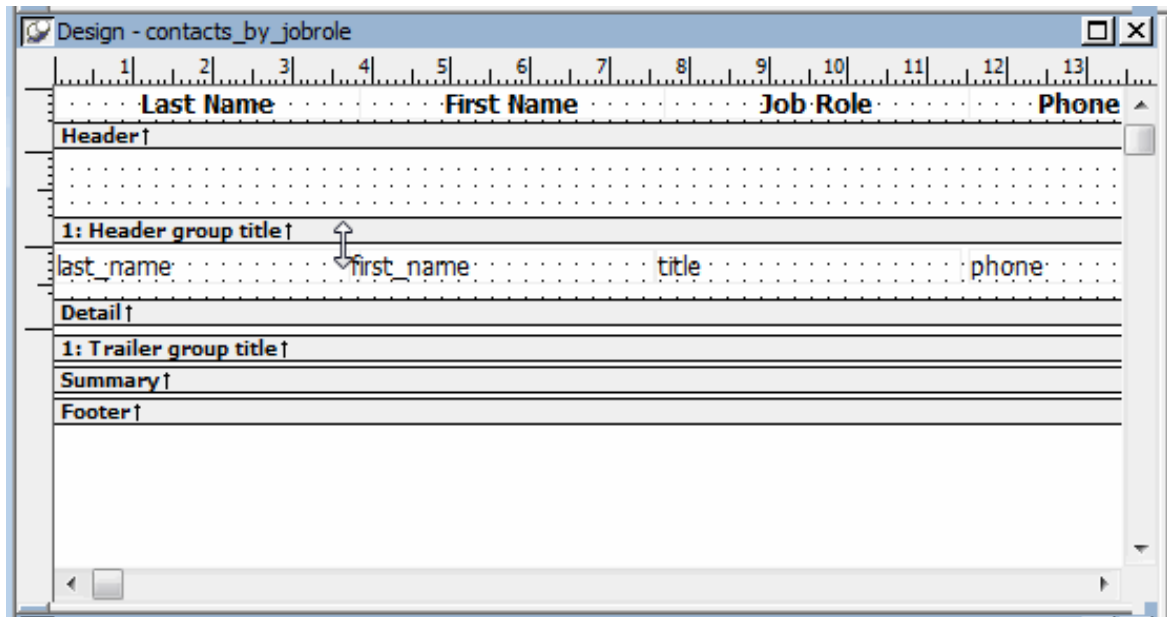 Design - contacts_by_jobrole
1 2 3 4 5 6 7 8 9 10 11 12 13
Last Name First Name Job Role Phone
Header↑
1: Header group title↑
last_name first_name title phone
Detail↑
1: Trailer group title↑
Summary↑
Footer↑